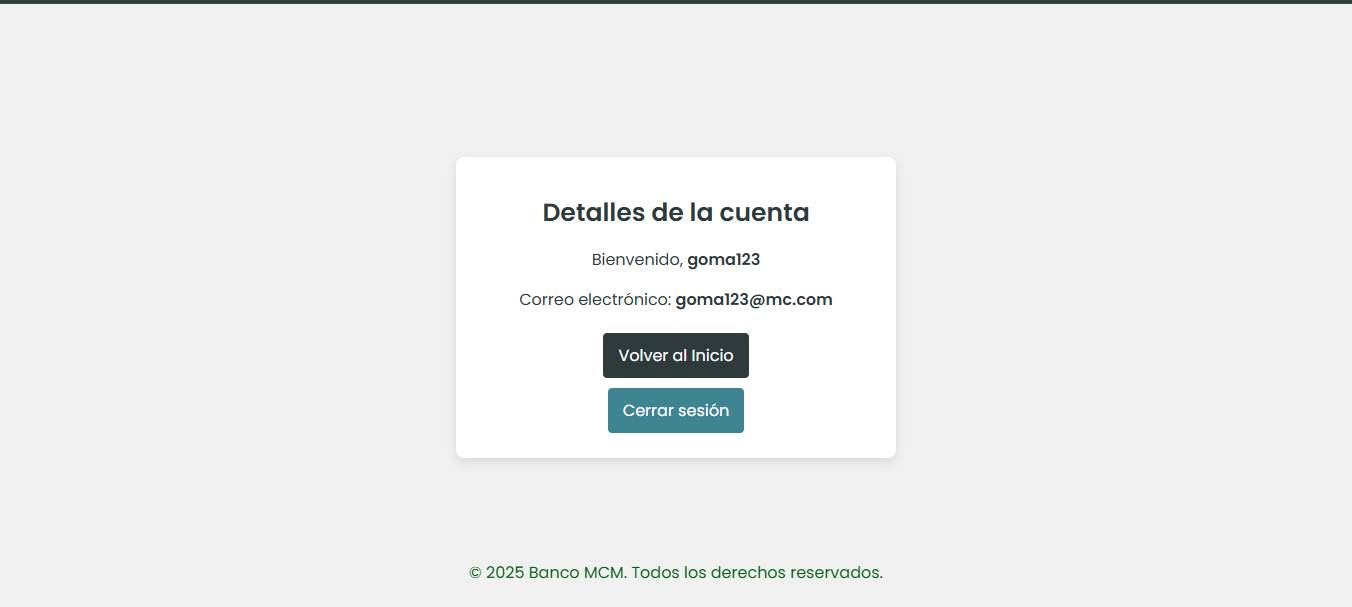 Detalles de la cuenta
Bienvenido, goma123
Correo electrónico: goma123@mc.com
Volver al Inicio
Cerrar sesión
© 2025 Banco MCM. Todos los derechos reservados.